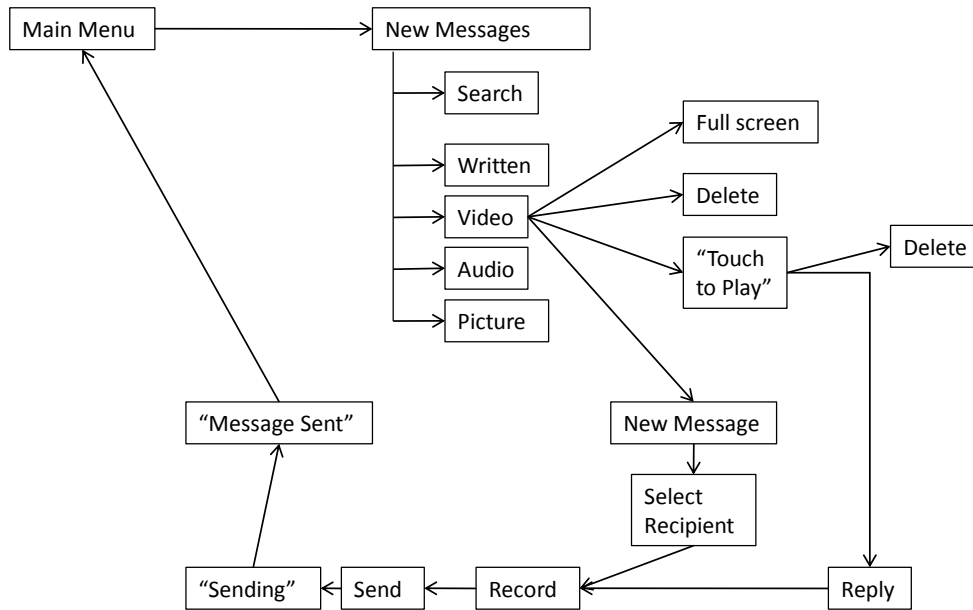 Main Menu
New Messages
Search
Full screen
Written
Delete
Video
“Touch
to Play”
Delete
Audio
Picture
“Message Sent”
New Message
Select
Recipient
“Sending”
Send
Record
Reply